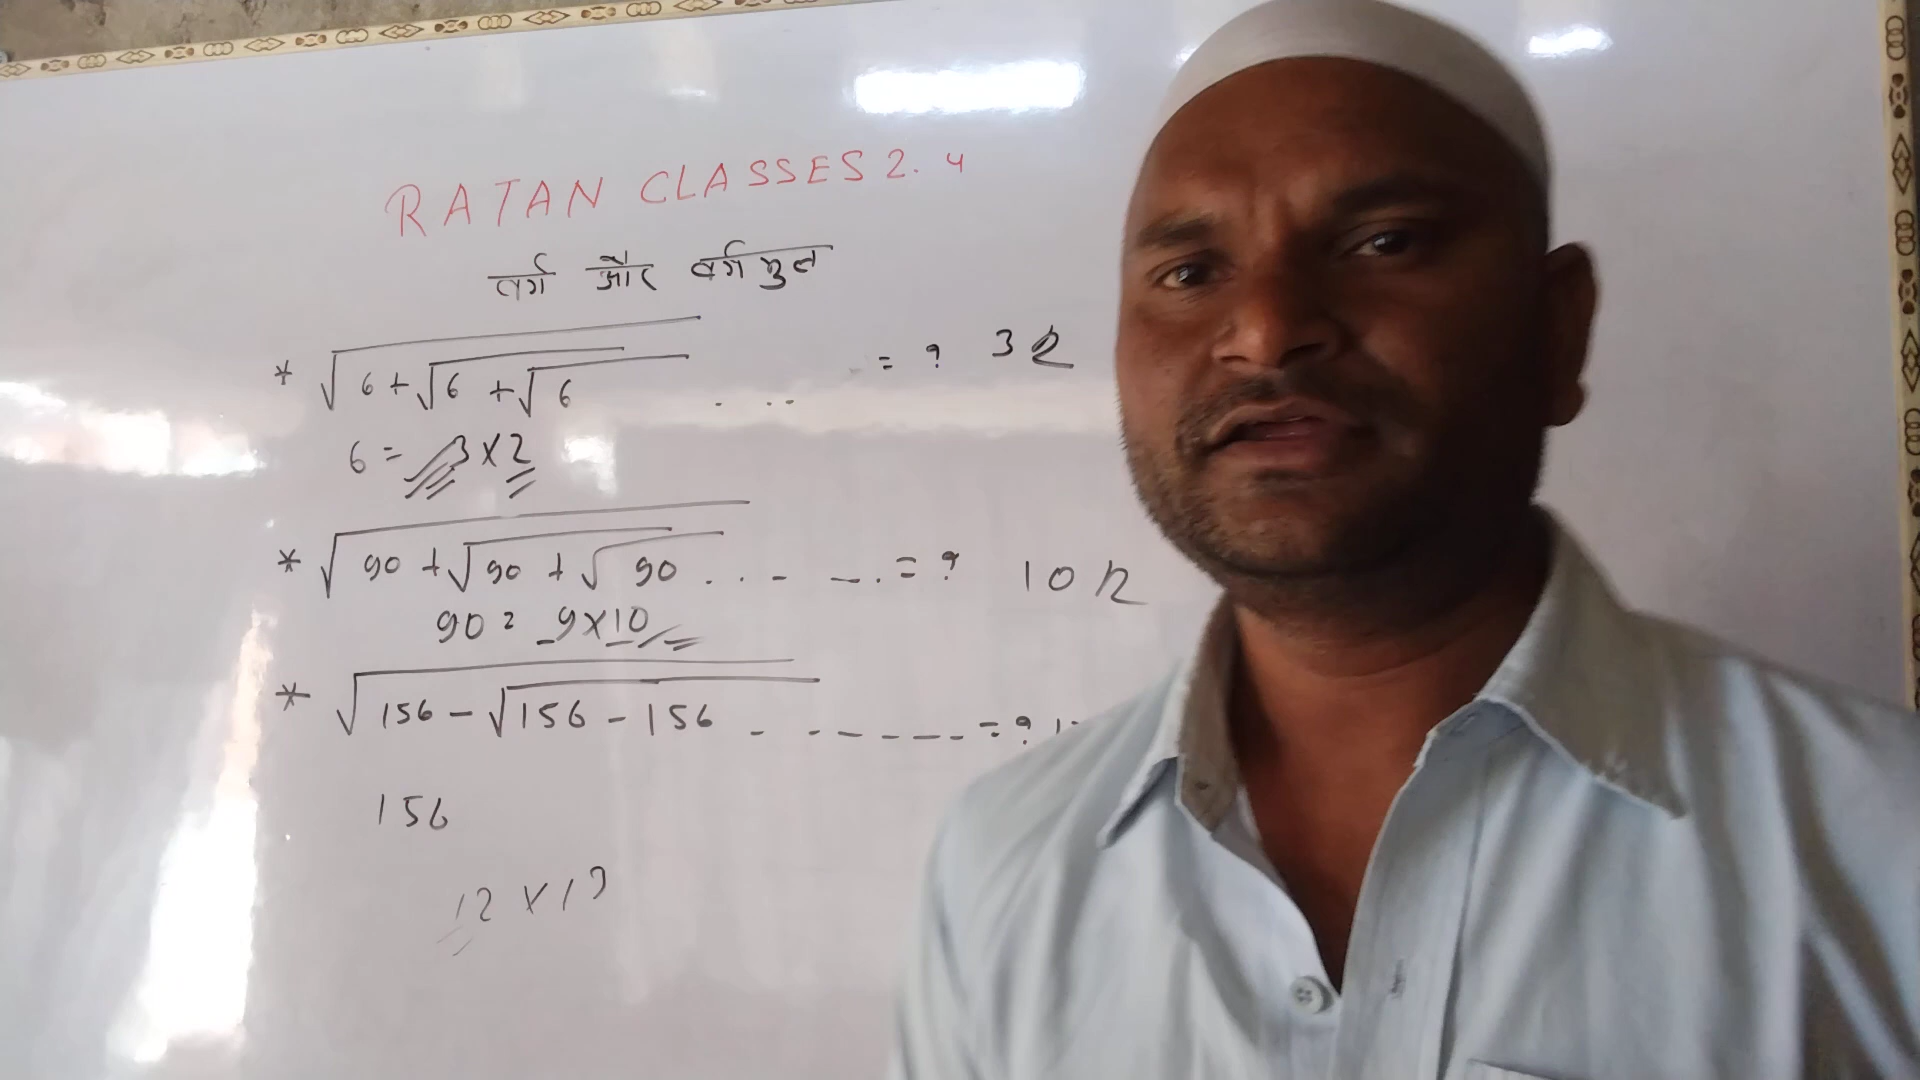 RATAN CLASSES 2.4
वर्ग और वर्गमुल
* √6+√6+√6 . ... = ? 3
6 = 3×2
* √90+√90+√90 ... - -. = ? 10
90 = 9×10
* √156-√156-156 - - - - - - - = ? 1
156
12×13